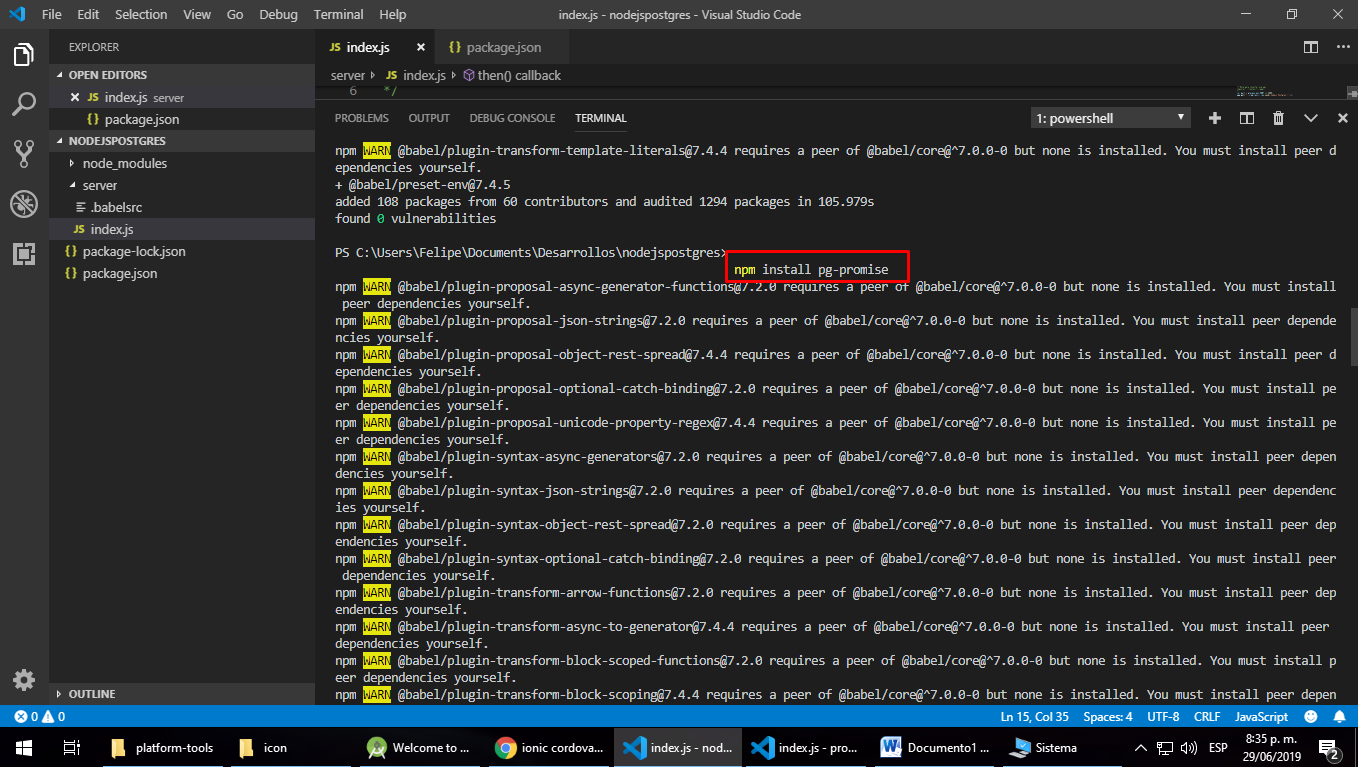 File Edit Selection View Go Debug Terminal Help
index.js - nodejspostgres - Visual Studio Code
EXPLORER
OPEN EDITORS
JS index.js server
{} package.json
NODEJSPOSTGRES
node_modules
server
.babelsrc
JS index.js
{} package-lock.json
{} package.json
OUTLINE
JS index.js
{} package.json
server JS index.js then() callback
6 */
PROBLEMS OUTPUT DEBUG CONSOLE TERMINAL
1: powershell
npm WARN @babel/plugin-transform-template-literals@7.4.4 requires a peer of @babel/core@^7.0.0-0 but none is installed. You must install peer d
ependencies yourself.
+ @babel/preset-env@7.4.5
added 108 packages from 60 contributors and audited 1294 packages in 105.979s
found 0 vulnerabilities
PS C:\Users\Felipe\Documents\Desarrollos\nodejspostgres>
npm install pg-promise
npm WARN @babel/plugin-proposal-async-generator-functions@7.2.0 requires a peer of @babel/core@^7.0.0-0 but none is installed. You must install
peer dependencies yourself.
npm WARN @babel/plugin-proposal-json-strings@7.2.0 requires a peer of @babel/core@^7.0.0-0 but none is installed. You must install peer depende
ncies yourself.
npm WARN @babel/plugin-proposal-object-rest-spread@7.4.4 requires a peer of @babel/core@^7.0.0-0 but none is installed. You must install peer d
ependencies yourself.
npm WARN @babel/plugin-proposal-optional-catch-binding@7.2.0 requires a peer of @babel/core@^7.0.0-0 but none is installed. You must install pe
er dependencies yourself.
npm WARN @babel/plugin-proposal-unicode-property-regex@7.4.4 requires a peer of @babel/core@^7.0.0-0 but none is installed. You must install pe
er dependencies yourself.
npm WARN @babel/plugin-syntax-async-generators@7.2.0 requires a peer of @babel/core@^7.0.0-0 but none is installed. You must install peer depen
dencies yourself.
npm WARN @babel/plugin-syntax-json-strings@7.2.0 requires a peer of @babel/core@^7.0.0-0 but none is installed. You must install peer dependenc
ies yourself.
npm WARN @babel/plugin-syntax-object-rest-spread@7.2.0 requires a peer of @babel/core@^7.0.0-0 but none is installed. You must install peer dep
endencies yourself.
npm WARN @babel/plugin-syntax-optional-catch-binding@7.2.0 requires a peer of @babel/core@^7.0.0-0 but none is installed. You must install peer
dependencies yourself.
npm WARN @babel/plugin-transform-arrow-functions@7.2.0 requires a peer of @babel/core@^7.0.0-0 but none is installed. You must install peer dep
endencies yourself.
npm WARN @babel/plugin-transform-async-to-generator@7.4.4 requires a peer of @babel/core@^7.0.0-0 but none is installed. You must install peer
dependencies yourself.
npm WARN @babel/plugin-transform-block-scoped-functions@7.2.0 requires a peer of @babel/core@^7.0.0-0 but none is installed. You must install p
eer dependencies yourself.
npm WARN @babel/plugin-transform-block-scoping@7.4.4 requires a peer of @babel/core@^7.0.0-0 but none is installed. You must install peer depen
0 0
Ln 15, Col 35 Spaces: 4 UTF-8 CRLF JavaScript
platform-tools
icon
Welcome to ...
ionic cordova...
index.js - nod...
index.js - pro...
Documento1 ...
Sistema
ESP
8:35 p. m.
29/06/2019
2